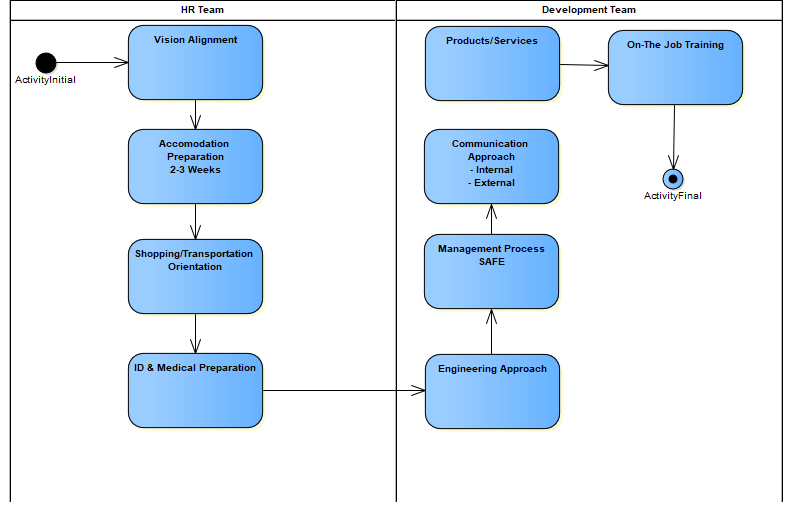 HR Team
Development Team
ActivityInitial
Vision Alignment
Accomodation
Preparation
2-3 Weeks
Shopping/Transportation
Orientation
ID & Medical Preparation
Engineering Approach
Management Process
SAFE
Communication
Approach
- Internal
- External
Products/Services
On-The Job Training
ActivityFinal